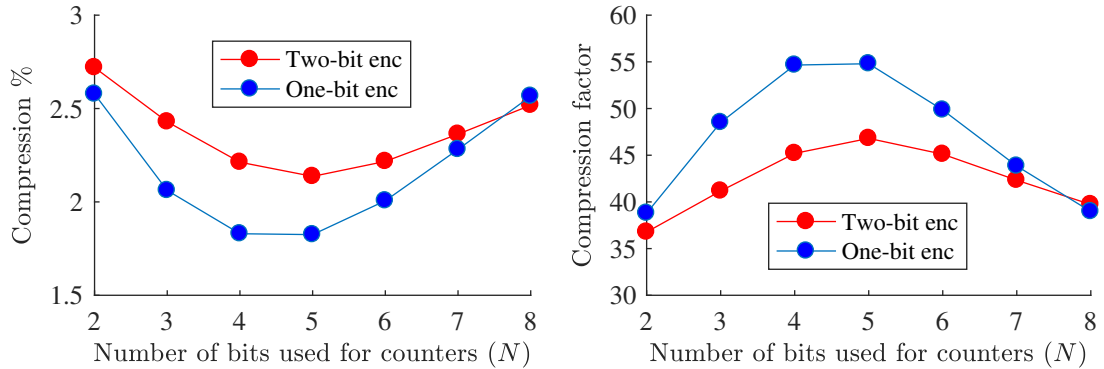 3
2.5
2
1.5
Compression %
Two-bit enc
One-bit enc
2 3 4 5 6 7 8
Number of bits used for counters (N)
60
55
50
45
40
35
30
Compression factor
Two-bit enc
One-bit enc
2 3 4 5 6 7 8
Number of bits used for counters (N)